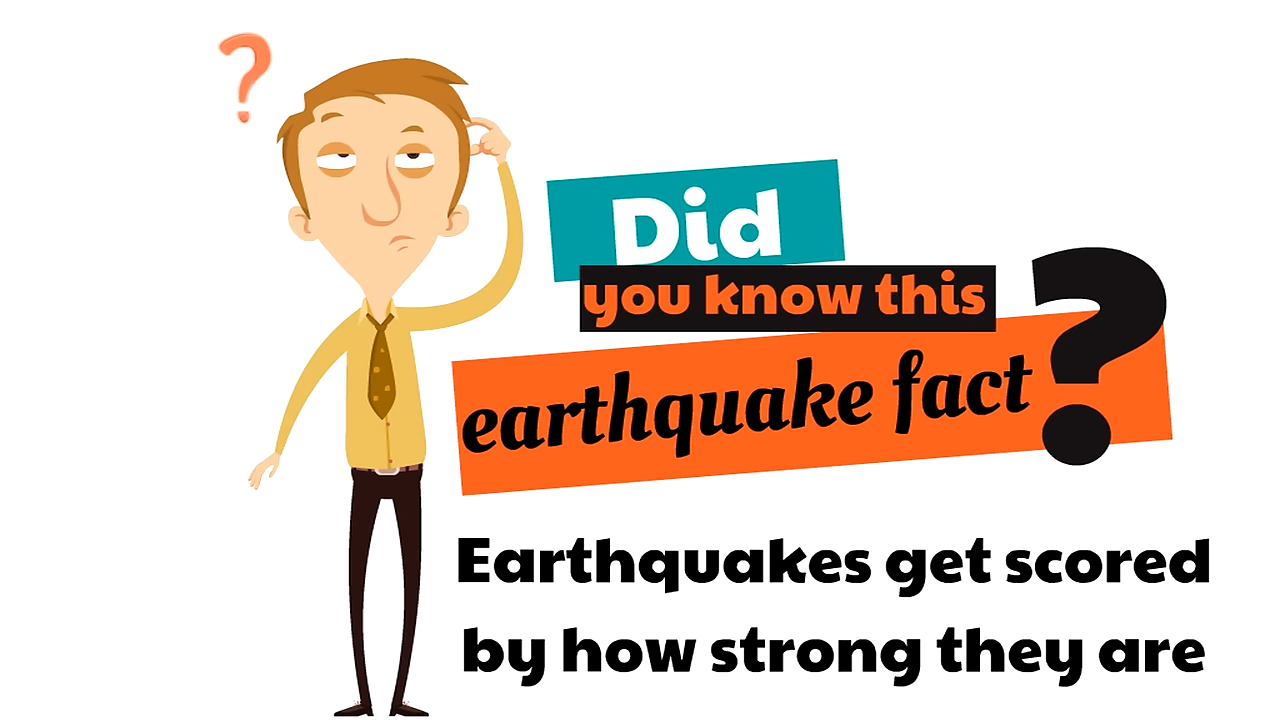 ?
Did
you know this
earthquake fact?
Earthquakes get scored
by how strong they are